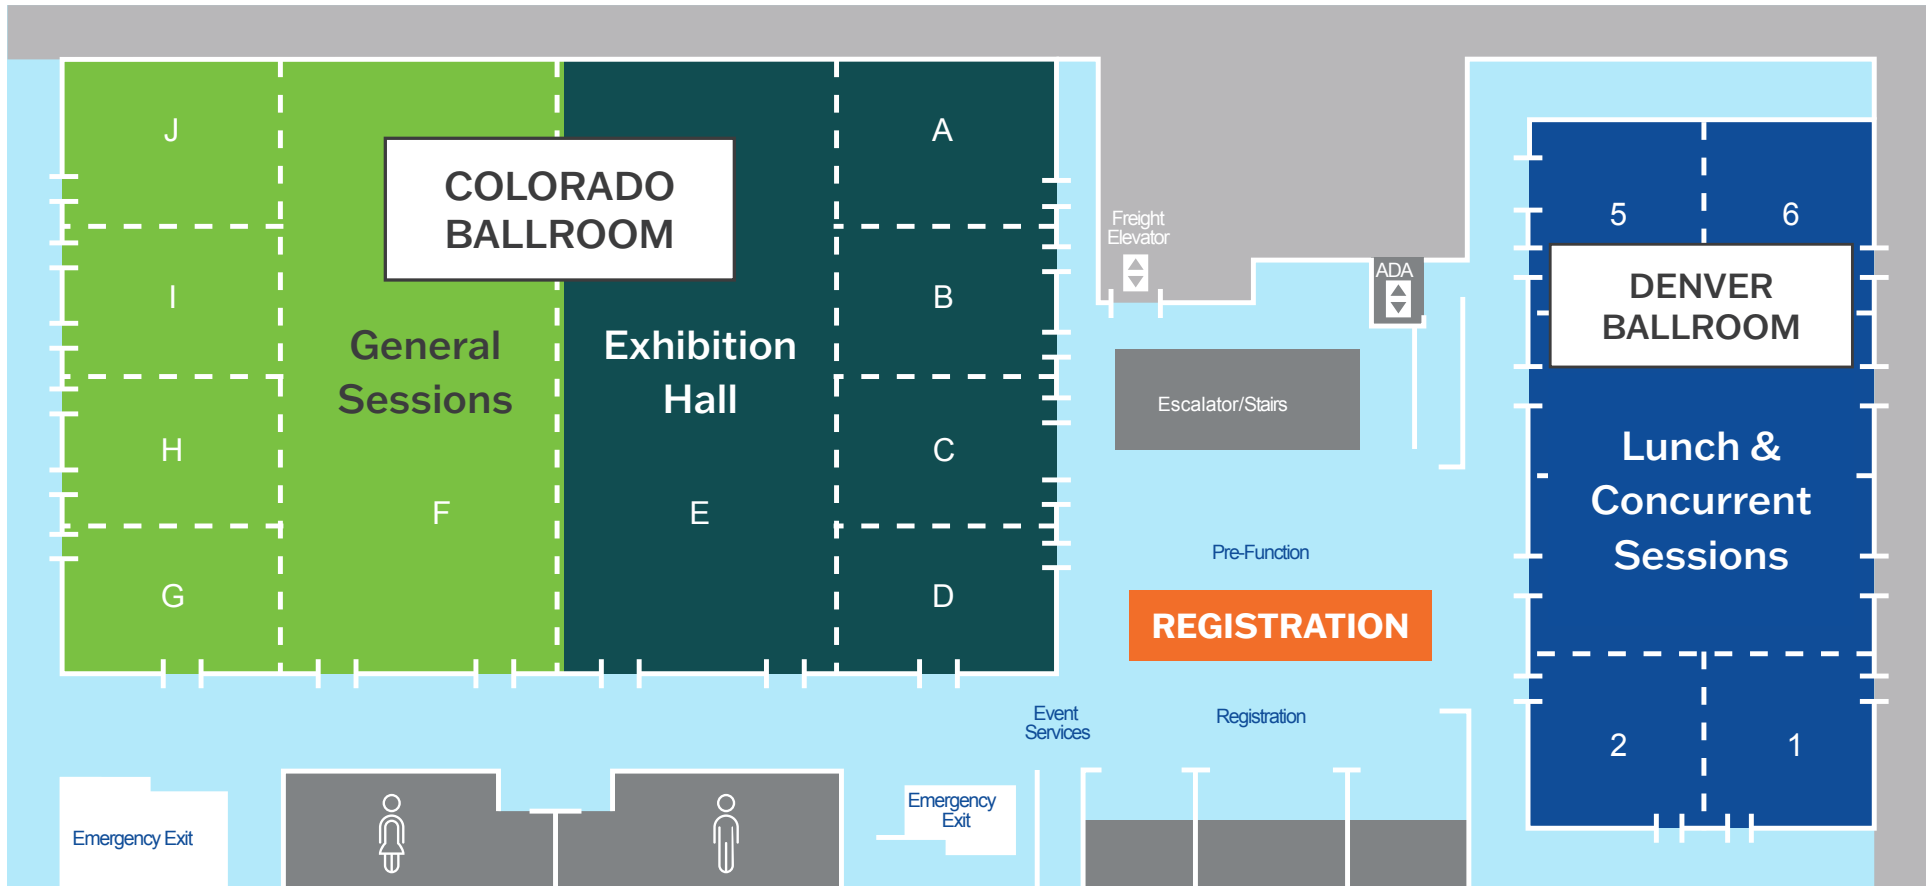 J
A
COLORADO
BALLROOM
5
6
Freight
Elevator
ADA
I
B
DENVER
BALLROOM
General
Sessions
Exhibition
Hall
Escalator/Stairs
H
C
Lunch &
Concurrent
Sessions
F
E
Pre-Function
G
D
REGISTRATION
Event
Services
Registration
2
1
Emergency Exit
Emergency
Exit